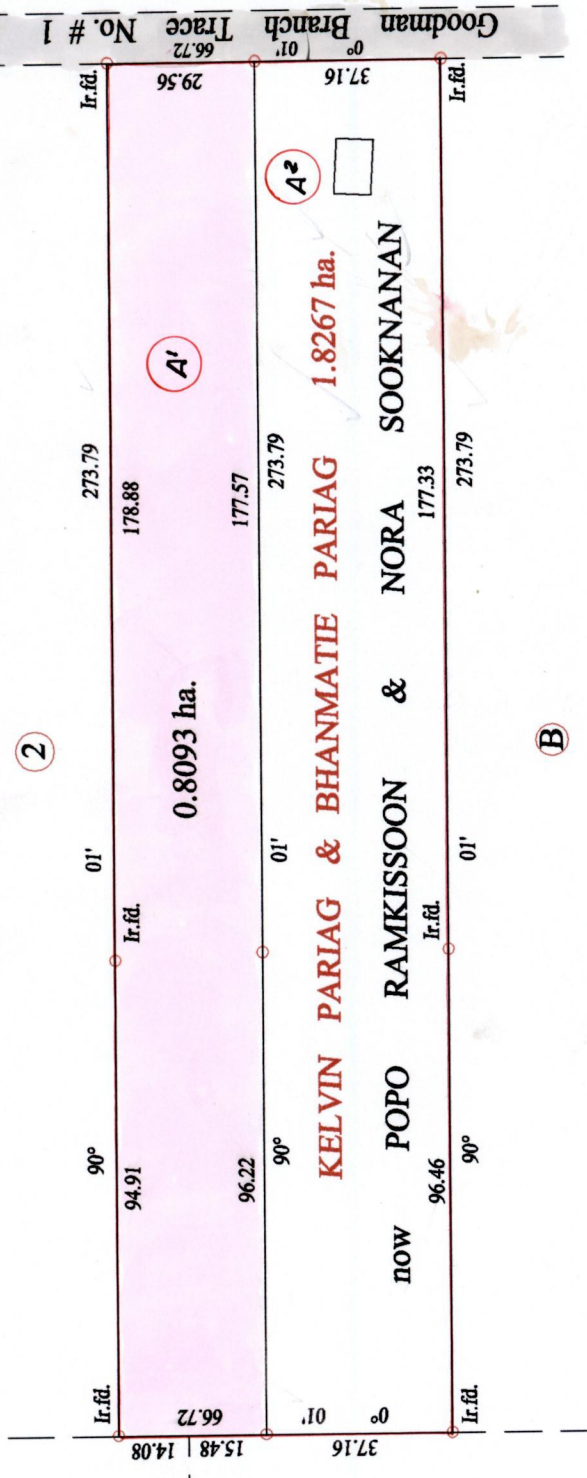 Goodman Branch Trace No. # 1
66.72 01' 0°
29.56
37.16
Ir.fd.
Ir.fd.
A²
A'
273.79
178.88
177.57
273.79
177.33
273.79
2
0.8093 ha.
KELVIN PARIAG & BHANMATIE PARIAG 1.8267 ha.
now POPO RAMKISSOON & NORA SOOKNANAN
B
01'
Ir.fd.
01'
Ir.fd.
01'
90°
94.91
96.22
90°
96.46
90°
Ir.fd.
66.72 01' 0°
14.08
15.48
37.16
Ir.fd.